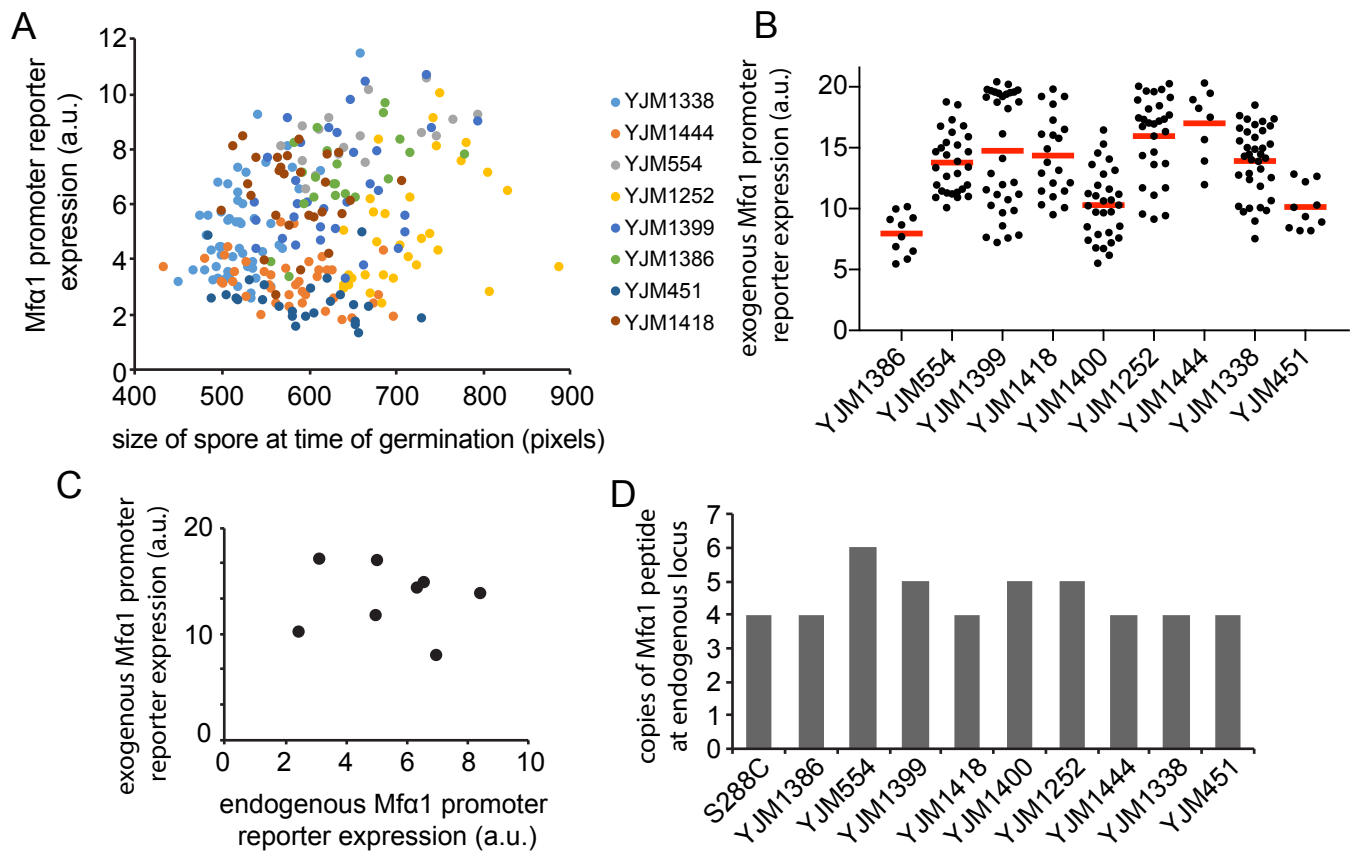 A
Mfα1 promoter reporter
expression (a.u.)
12
10
8
6
4
2
0
400
500
600
700
800
900
size of spore at time of germination (pixels)
YJM1338
YJM1444
YJM554
YJM1252
YJM1399
YJM1386
YJM451
YJM1418
B
exogenous Mfα1 promoter
reporter expression (a.u.)
20
15
10
5
0
YJM1386
YJM554
YJM1399
YJM1418
YJM1400
YJM1252
YJM1444
YJM1338
YJM451
C
exogenous Mfα1 promoter
reporter expression (a.u.)
20
10
0
0
2
4
6
8
10
endogenous Mfα1 promoter
reporter expression (a.u.)
D
copies of Mfα1 peptide
at endogenous locus
7
6
5
4
3
2
1
0
S288C
YJM1386
YJM554
YJM1399
YJM1418
YJM1400
YJM1252
YJM1444
YJM1338
YJM451